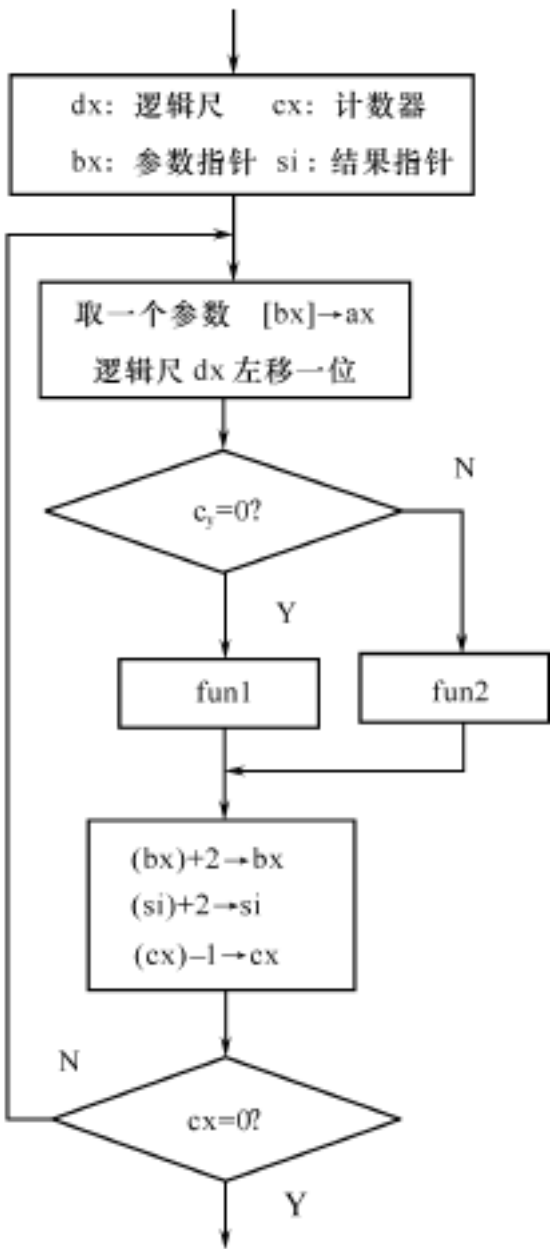 dx: 逻辑尺 cx: 计数器
bx: 参数指针 si: 结果指针
取一个参数 [bx]→ax
逻辑尺 dx 左移一位
N
cy=0?
Y
fun1
fun2
(bx)+2→bx
(si)+2→si
(cx)–1→cx
N
cx=0?
Y